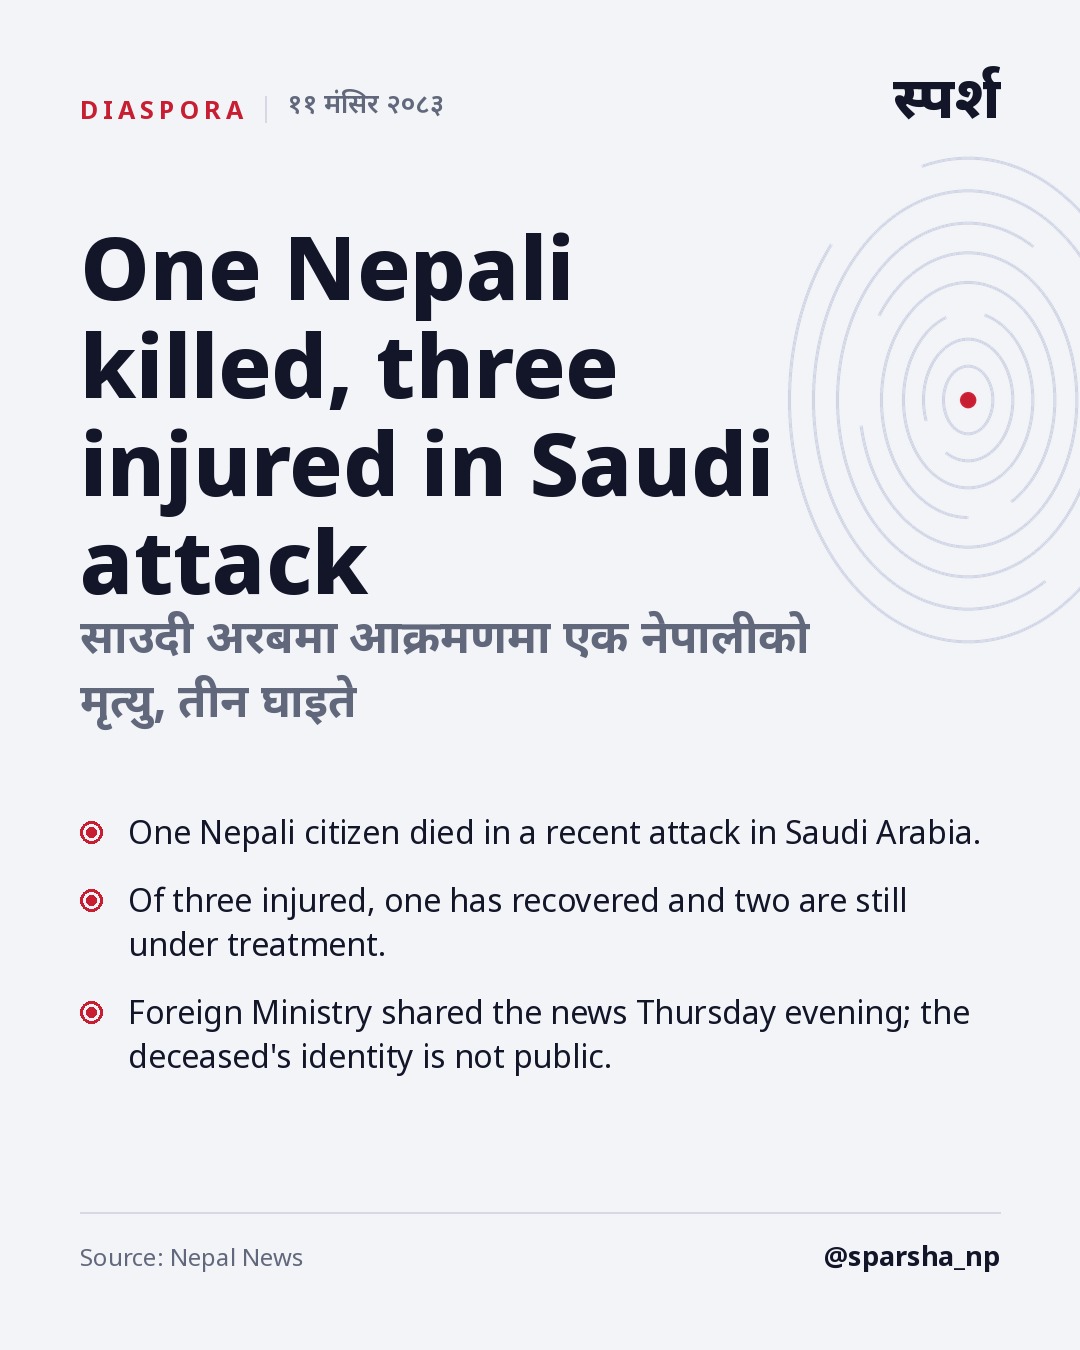 DIASPORA
११ मंसिर २०८३
स्पर्श
One Nepali
killed, three
injured in Saudi
attack
साउदी अरबमा आक्रमणमा एक नेपालीको
मृत्यु, तीन घाइते
One Nepali citizen died in a recent attack in Saudi Arabia.
Of three injured, one has recovered and two are still
under treatment.
Foreign Ministry shared the news Thursday evening; the
deceased's identity is not public.
Source: Nepal News
@sparsha_np